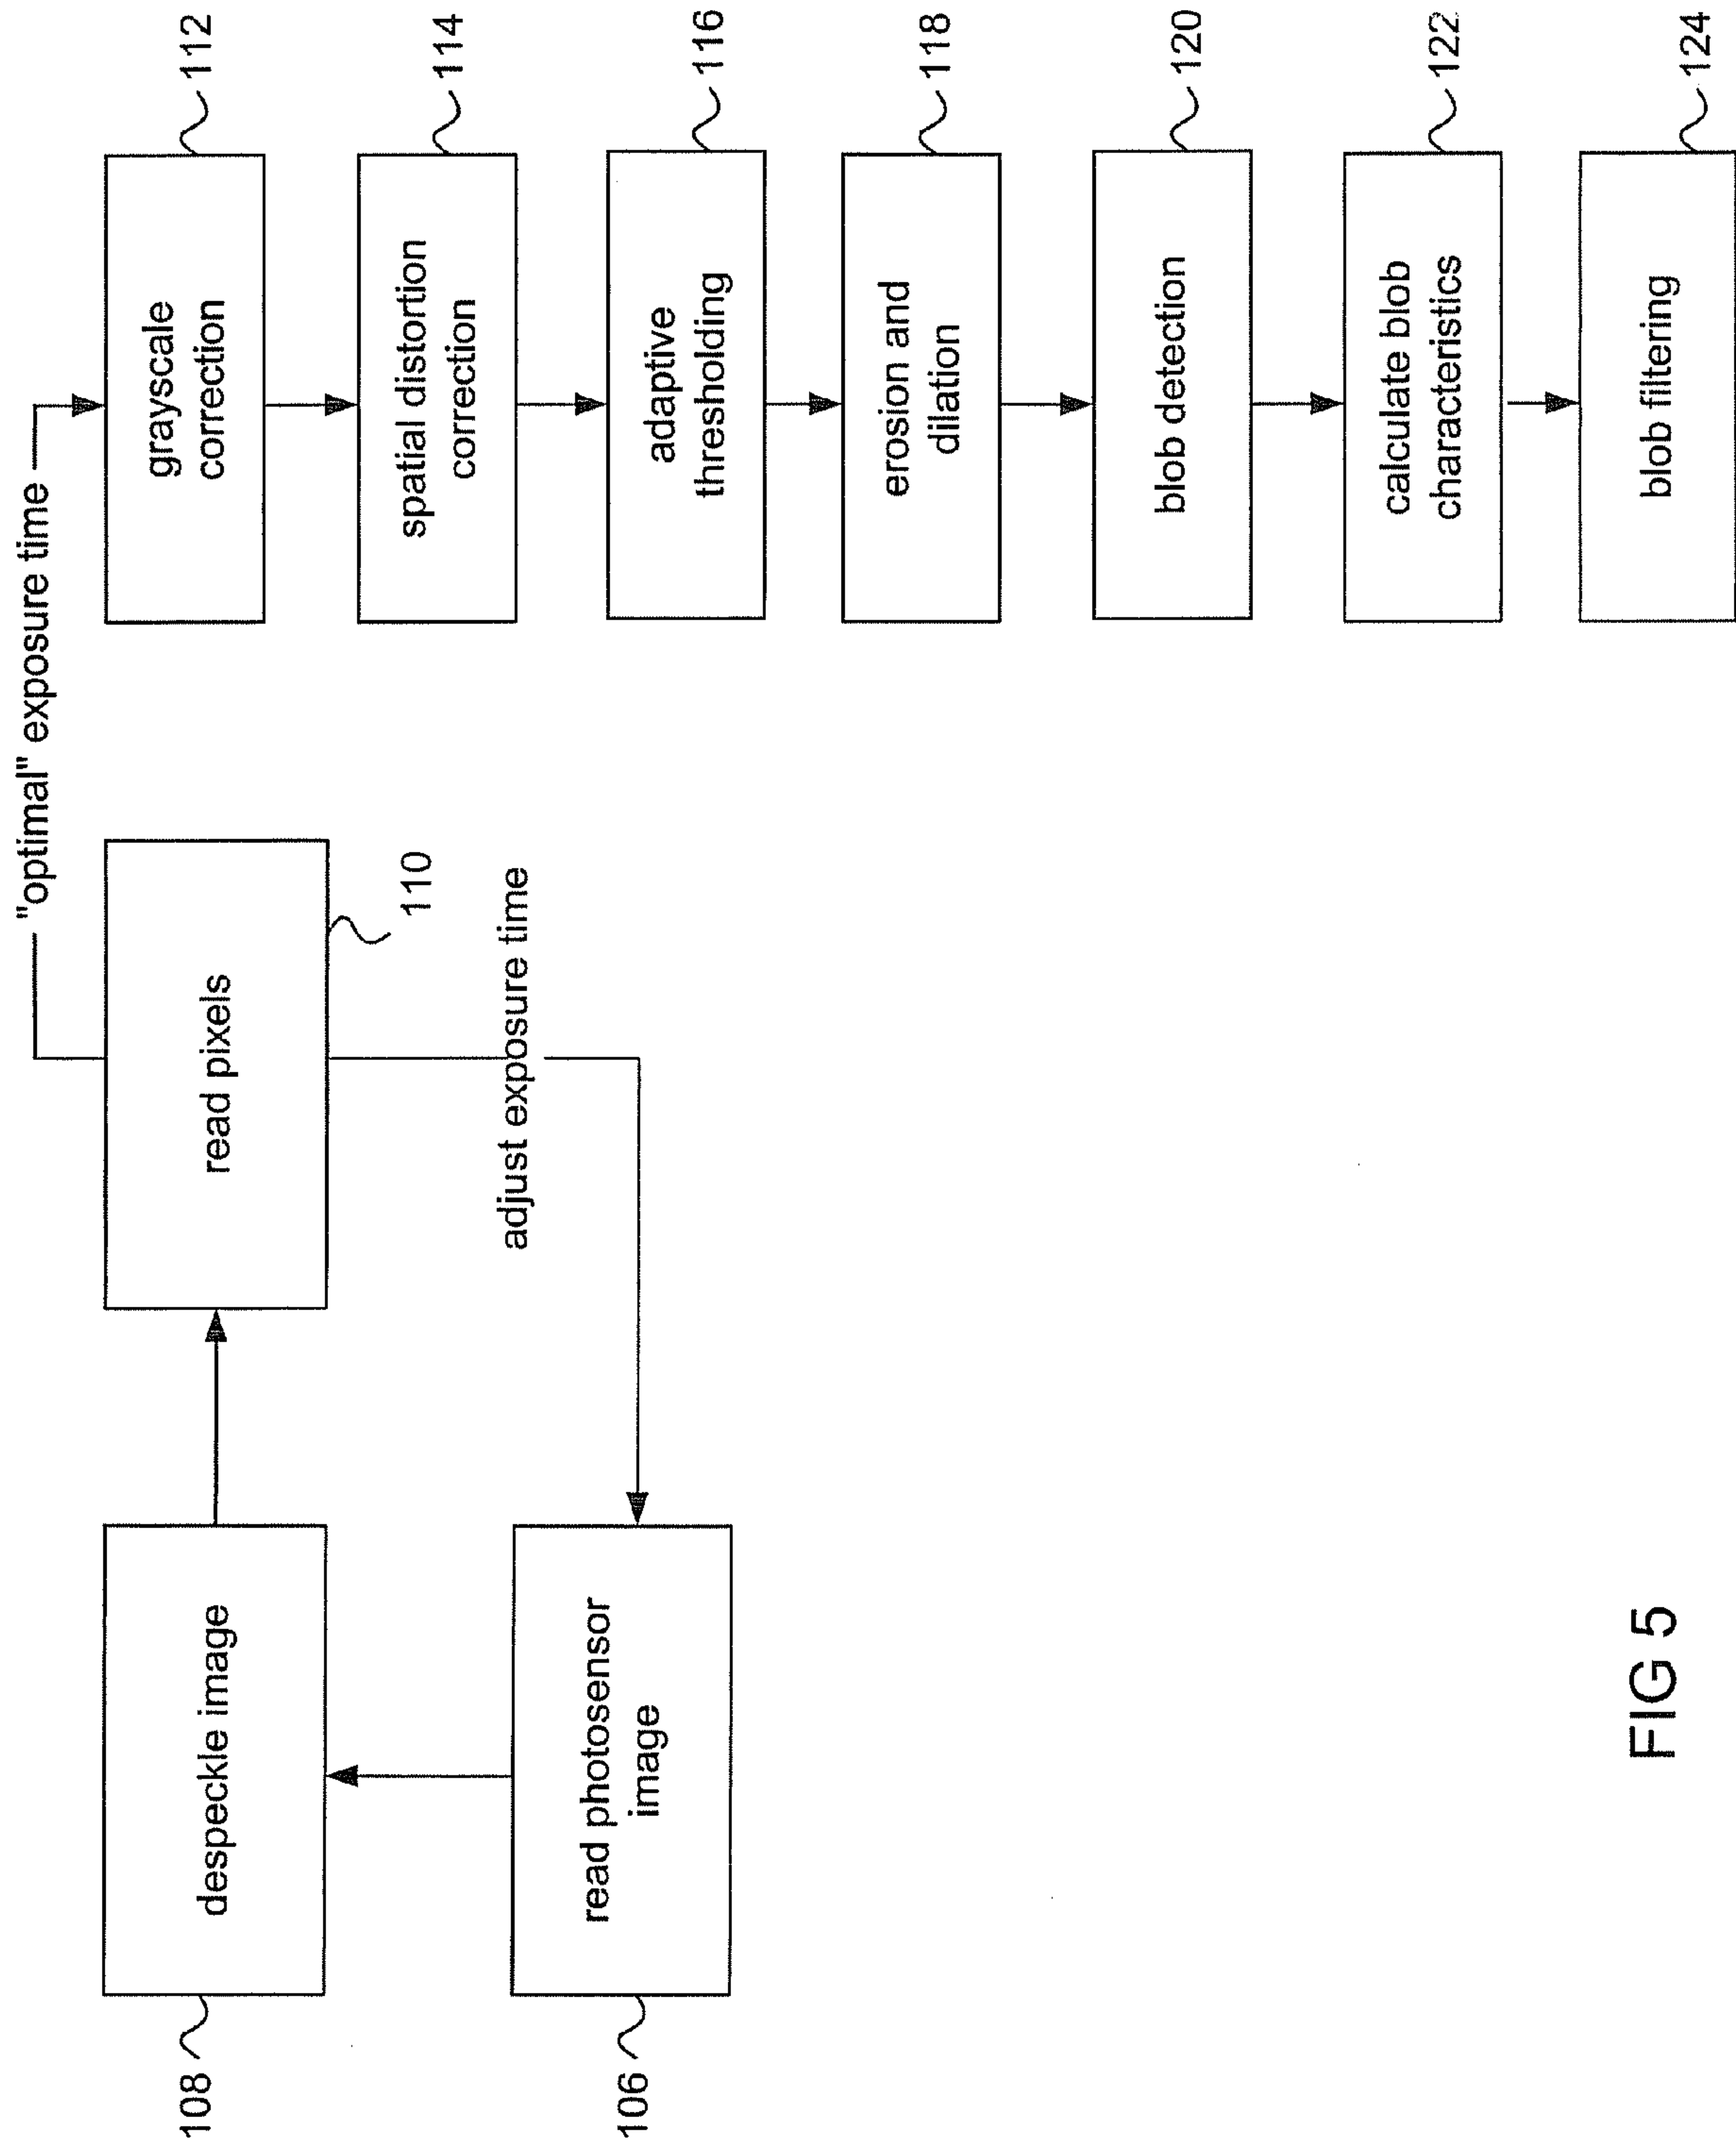 "optimal" exposure time
108
despeckle image
read pixels
110
adjust exposure time
106
read photosensor
image
grayscale
correction
112
spatial distortion
correction
114
adaptive
thresholding
116
erosion and
dilation
118
blob detection
120
calculate blob
characteristics
122
blob filtering
124
FIG 5